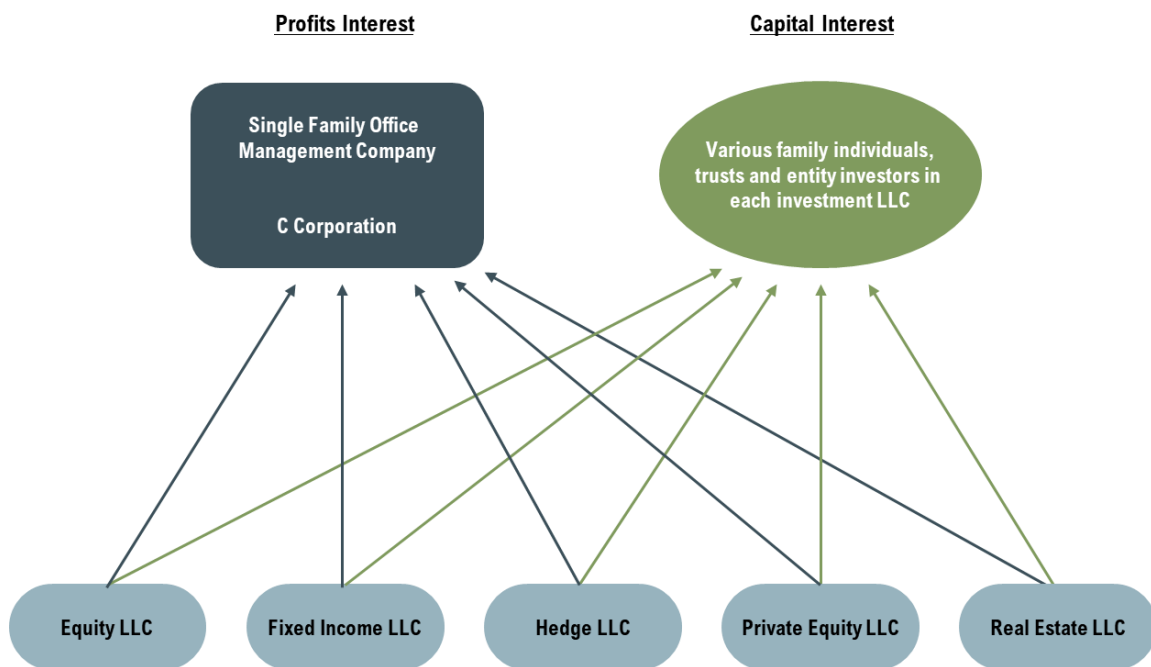 Profits Interest
Capital Interest
Single Family Office
Management Company
C Corporation
Various family individuals,
trusts and entity investors in
each investment LLC
Equity LLC
Fixed Income LLC
Hedge LLC
Private Equity LLC
Real Estate LLC